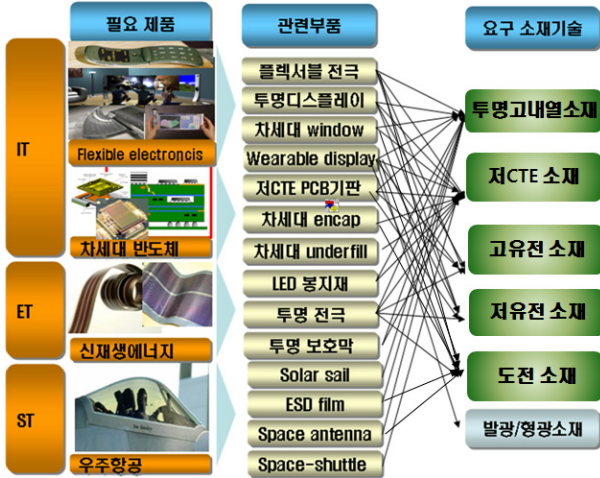 필요 제품
관련부품
요구 소재기술
IT
Flexible electroncis
차세대 반도체
ET
신재생에너지
ST
우주항공
플렉서블 전극
투명디스플레이
차세대 window
Wearable display
저CTE PCB기판
차세대 encap
차세대 underfill
LED 봉지재
투명 전극
투명 보호막
Solar sail
ESD film
Space antenna
Space-shuttle
투명고내열소재
저CTE 소재
고유전 소재
저유전 소재
도전 소재
발광/형광소재